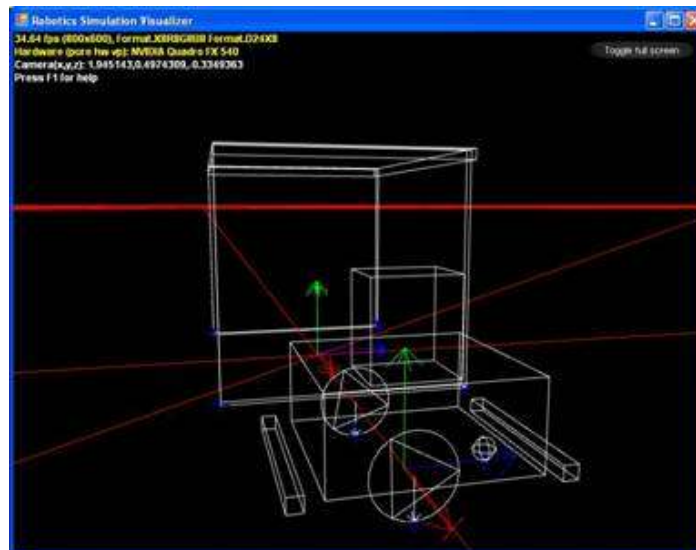 Robotics Simulation Visualizer
34.64 fps (800x600), Format.X8R8G8B8 Format.D24X8
Hardware (pure hw vp): NVIDIA Quadro FX 540
Camera(x,y,z): 1,945143,0,4974309,-0,3349363
Press F1 for help
Toggle full screen